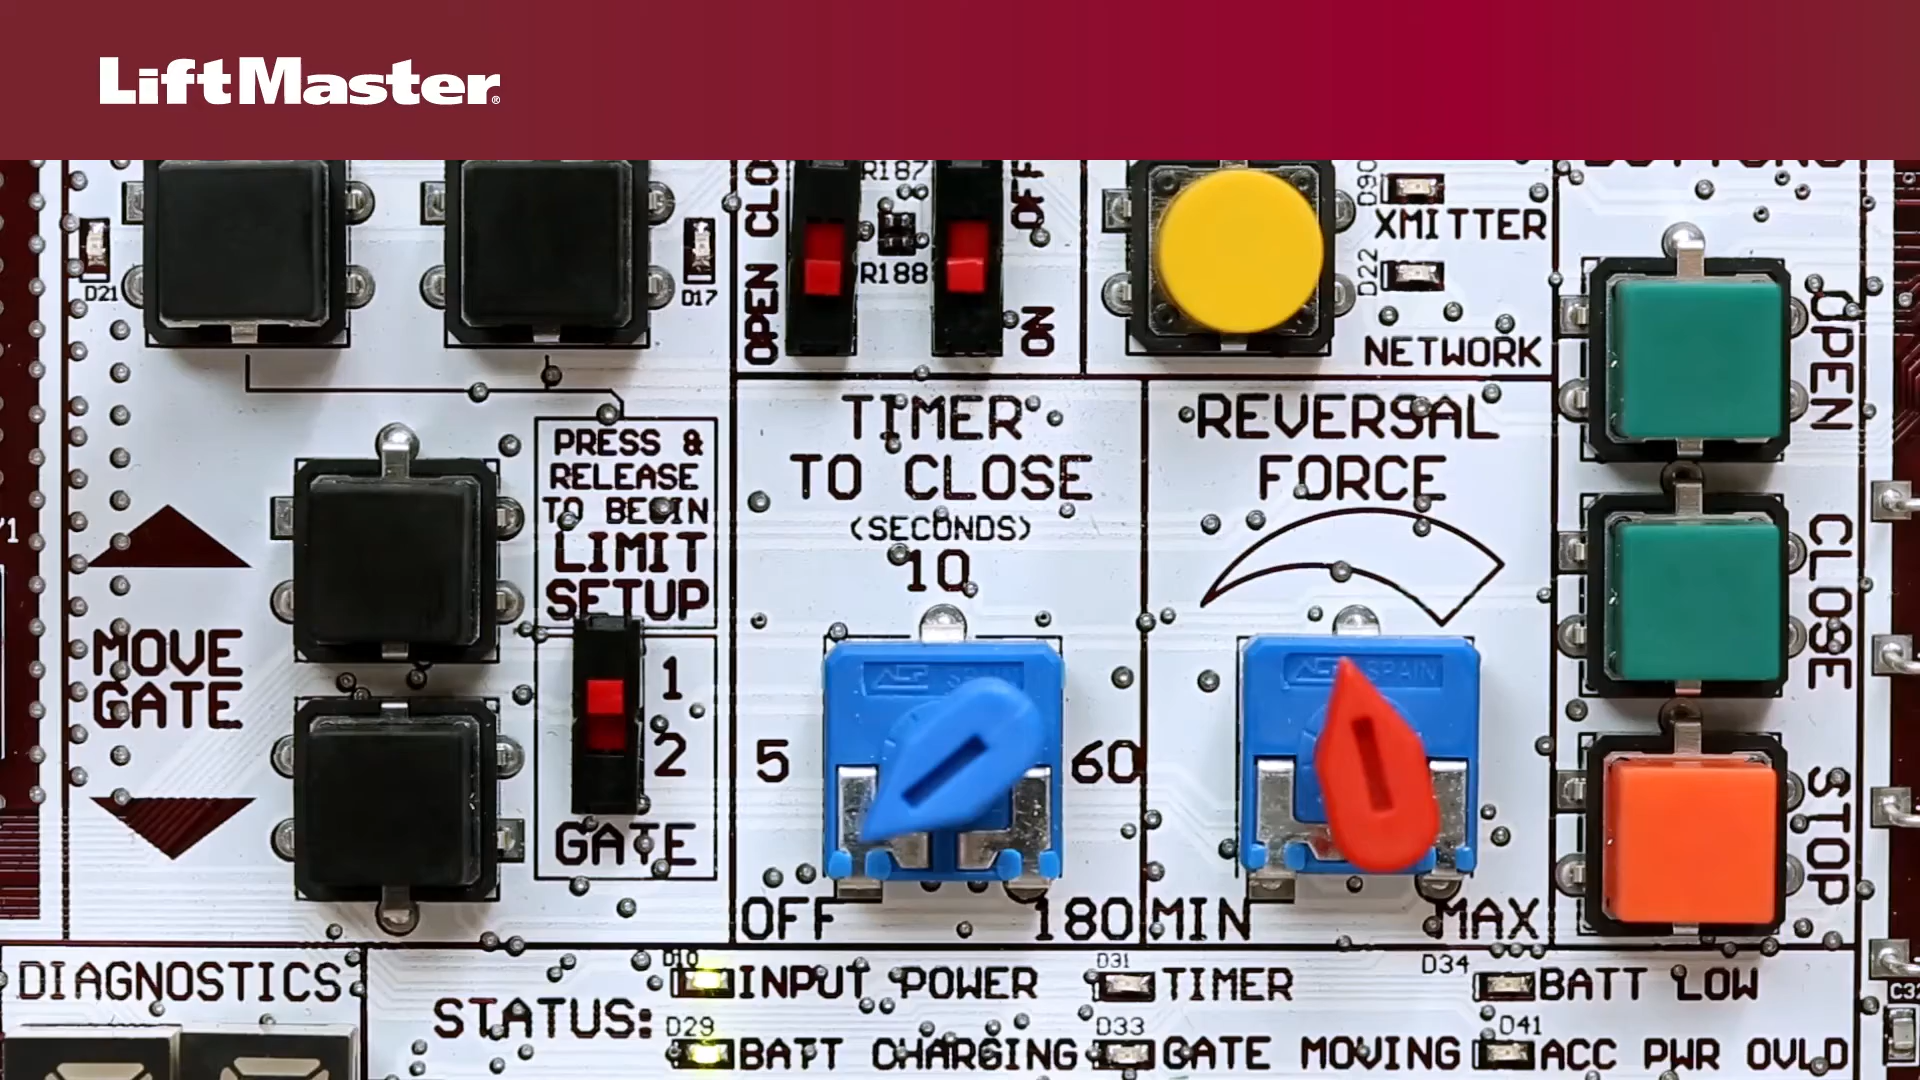 LiftMaster®
R187
OPEN CLO
OFF
D90
XMITTER
R188
D22
D21
D17
ON
NETWORK
OPEN
TIMER
TO CLOSE
(SECONDS)
10
5
60
OFF
180
REVERSAL
FORCE
SPAIN
MIN
MAX
PRESS &
RELEASE
TO BEGIN
LIMIT
SETUP
1
2
GATE
MOVE
GATE
CLOSE
STOP
DIAGNOSTICS
STATUS:
D10
INPUT POWER
D31
TIMER
D34
BATT LOW
D29
BATT CHARGING
D33
GATE MOVING
D41
ACC PWR OVLD